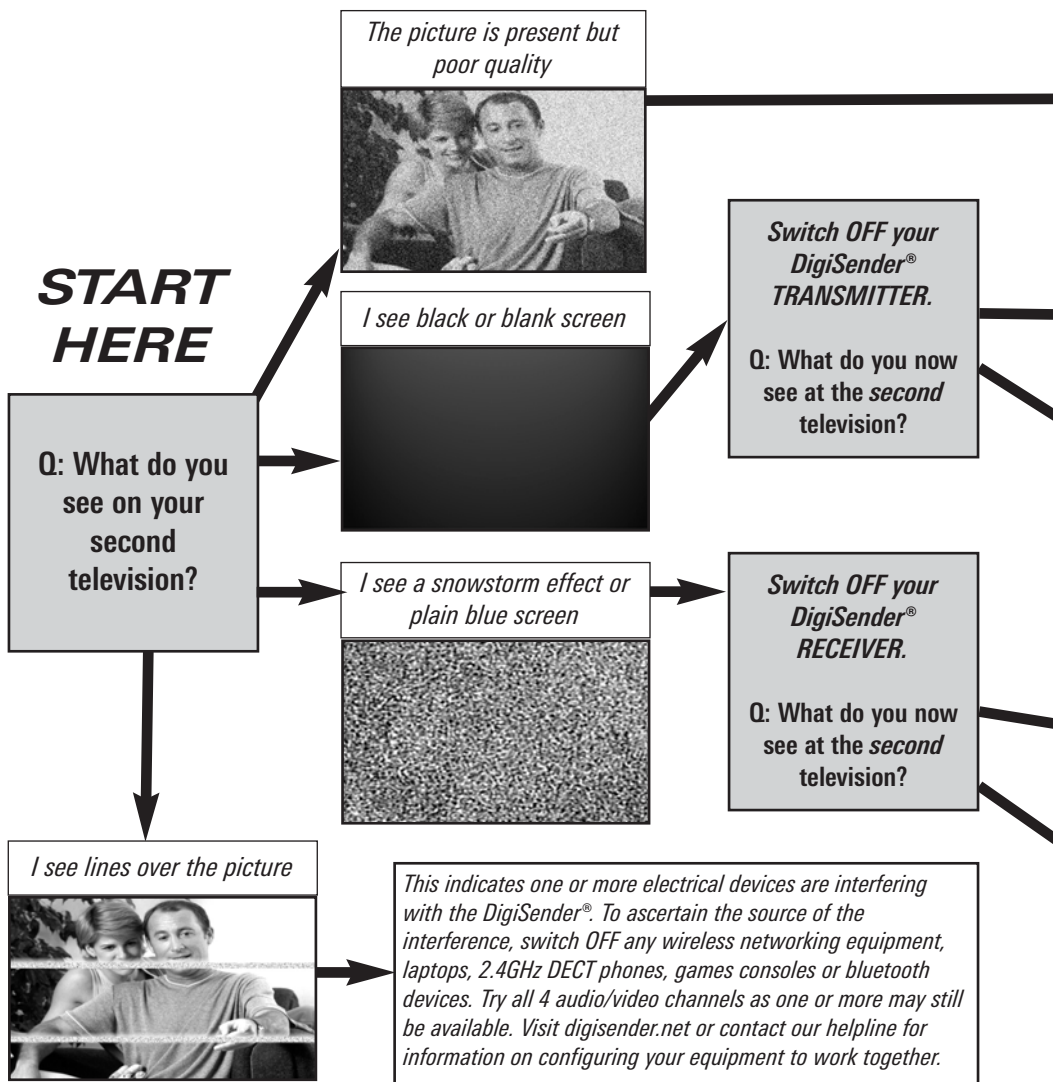 The picture is present but
poor quality
START
HERE
Q: What do you
see on your
second
television?
I see black or blank screen
Switch OFF your
DigiSender®
TRANSMITTER.
Q: What do you now
see at the second
television?
I see a snowstorm effect or
plain blue screen
Switch OFF your
DigiSender®
RECEIVER.
Q: What do you now
see at the second
television?
I see lines over the picture
This indicates one or more electrical devices are interfering
with the DigiSender®. To ascertain the source of the
interference, switch OFF any wireless networking equipment,
laptops, 2.4GHz DECT phones, games consoles or bluetooth
devices. Try all 4 audio/video channels as one or more may still
be available. Visit digisender.net or contact our helpline for
information on configuring your equipment to work together.